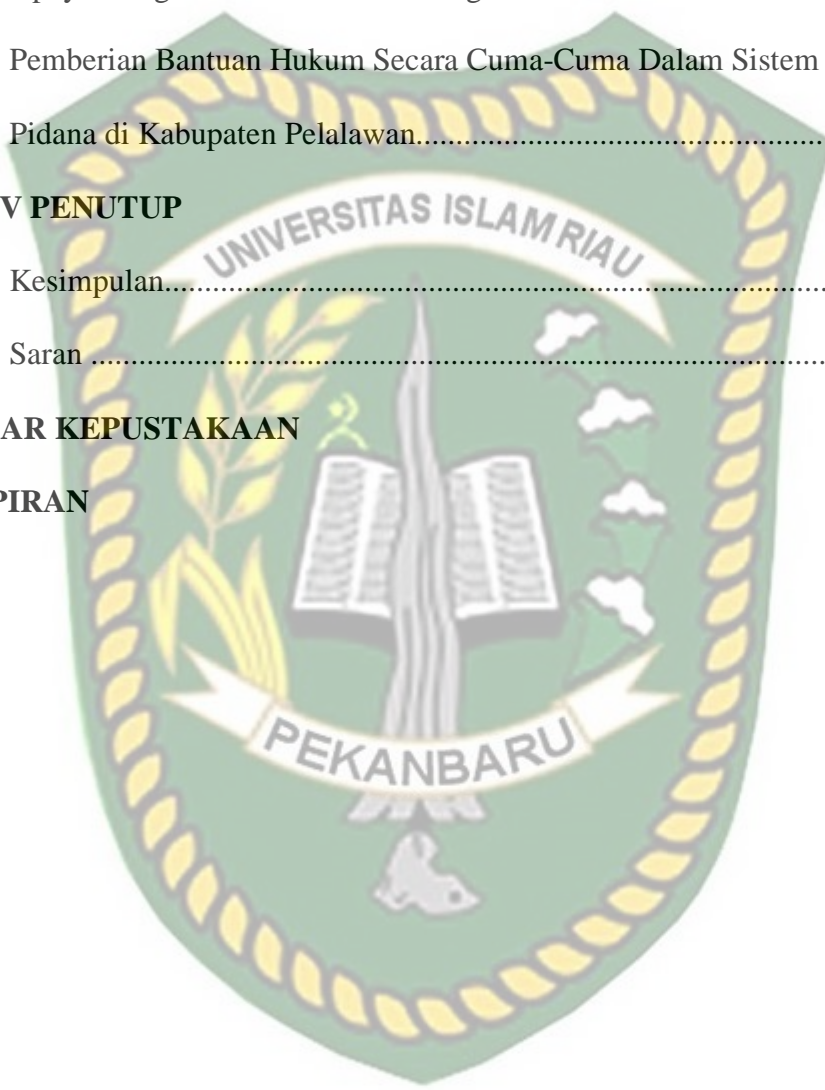 Pemberian Bantuan Hukum Secara Cuma-Cuma Dalam Sistem
Pidana di Kabupaten Pelalawan..................................................
V PENUTUP
Kesimpulan..................................................................................
Saran ...........................................................................................
AR KEPUSTAKAAN
PIRAN
UNIVERSITAS ISLAM RIAU
PEKANBARU